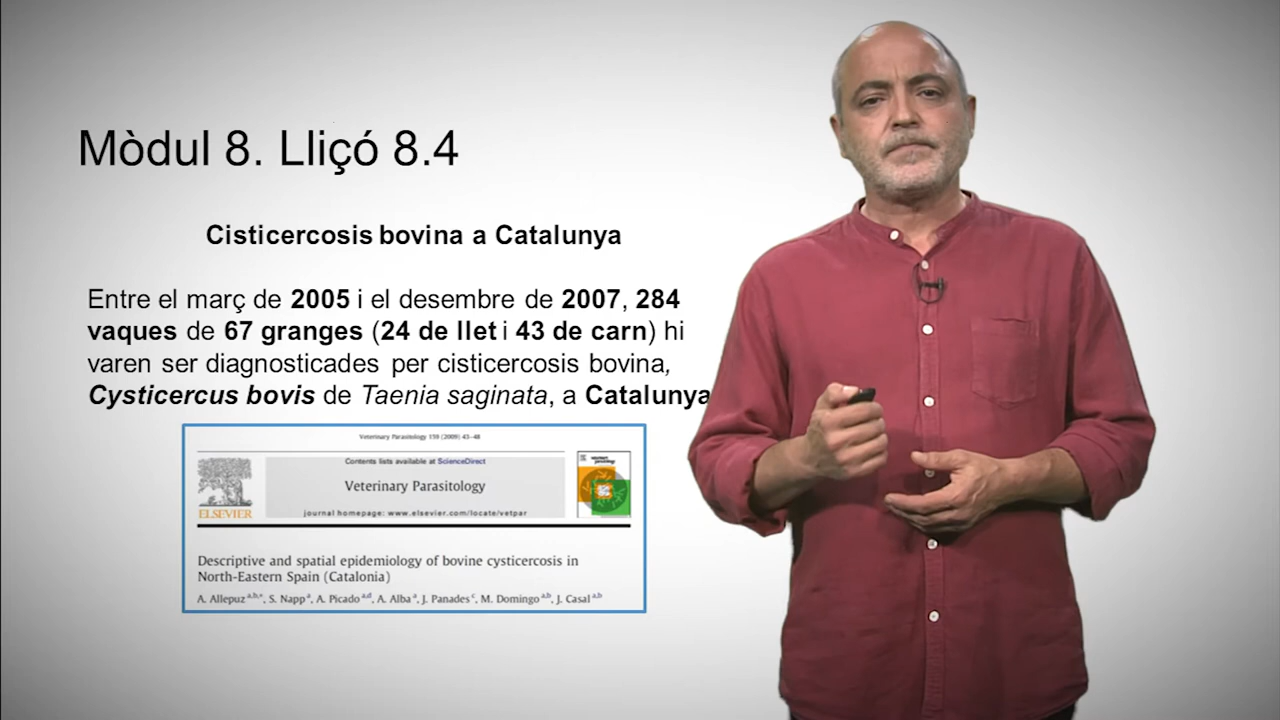 Mòdul 8. Lliçó 8.4
Cisticercosis bovina a Catalunya
Entre el març de 2005 i el desembre de 2007, 284
vaques de 67 granges (24 de llet i 43 de carn) hi
varen ser diagnosticades per cisticercosis bovina,
Cysticercus bovis de Taenia saginata, a Catalunya
Veterinary Parasitology 159 (2009) 43–48
Contents lists available at ScienceDirect
Veterinary Parasitology
journal homepage: www.elsevier.com/locate/vetpar
ELSEVIER
Descriptive and spatial epidemiology of bovine cysticercosis in
North-Eastern Spain (Catalonia)
A. Allepuz a,b,*, S. Napp a, A. Picado a,d, A. Alba a, J. Panades c, M. Domingo a,b, J. Casal a,b